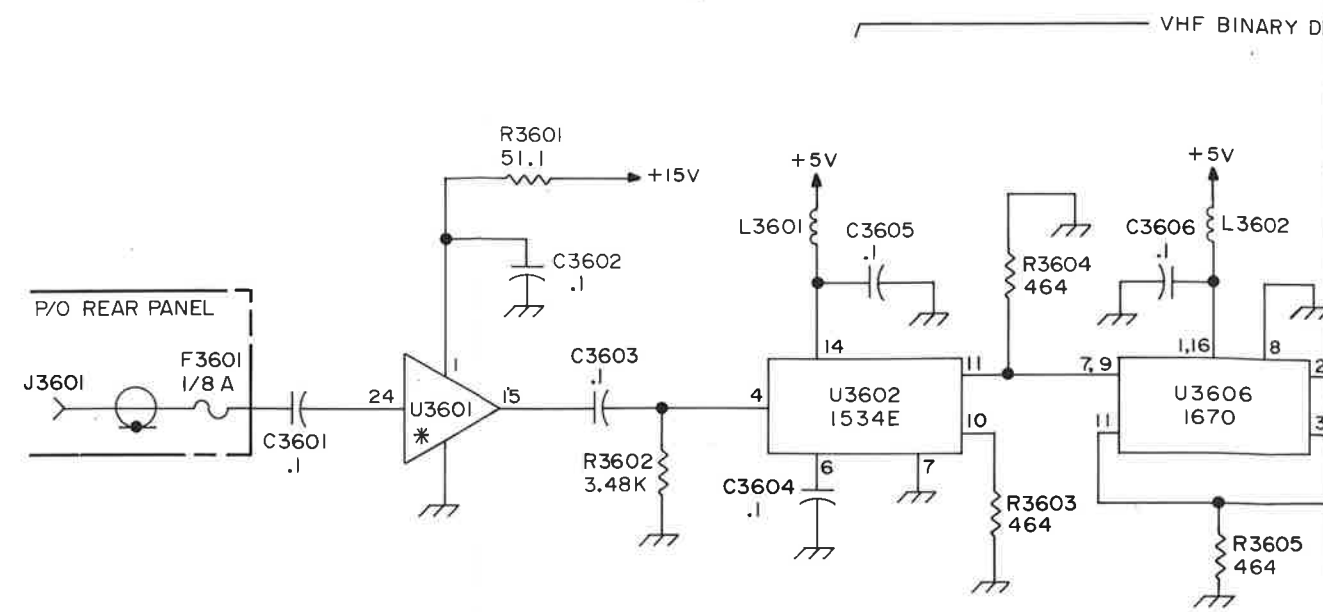 VHF BINARY D
R3601
51.1
+15V
+5V
+5V
L3601
C3605
.1
C3606
.1
L3602
C3602
.1
R3604
464
P/O REAR PANEL
F3601
1/8 A
J3601
C3601
.1
24
1
U3601
*
15
C3603
.1
R3602
3.48K
4
14
U3602
1534E
11
10
6
7
C3604
.1
R3603
464
7, 9
1,16
8
2
U3606
1670
11
3
R3605
464